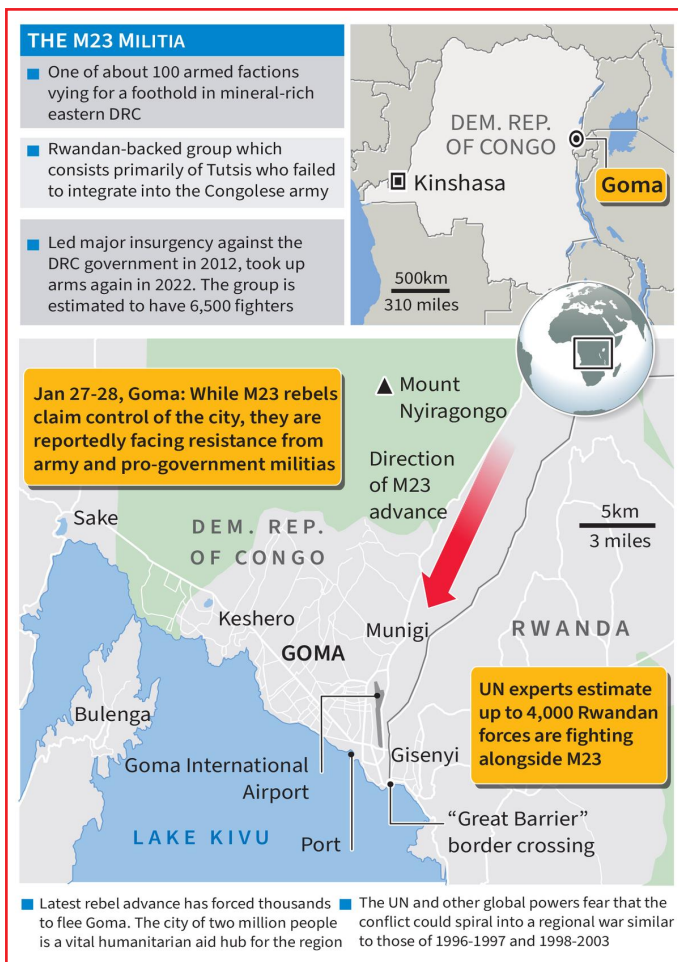 THE M23 MILITIA
One of about 100 armed factions
vying for a foothold in mineral-rich
eastern DRC
Rwandan-backed group which
consists primarily of Tutsis who failed
to integrate into the Congolese army
Led major insurgency against the
DRC government in 2012, took up
arms again in 2022. The group is
estimated to have 6,500 fighters
DEM. REP.
OF CONGO
Kinshasa
Goma
500km
310 miles
Jan 27-28, Goma: While M23 rebels
claim control of the city, they are
reportedly facing resistance from
army and pro-government militias
Mount
Nyiragongo
Direction
of M23
advance
5km
3 miles
Sake
DEM. REP.
OF CONGO
Keshero
Munigi
GOMA
RWANDA
UN experts estimate
up to 4,000 Rwandan
forces are fighting
alongside M23
Bulenga
Gisenyi
Goma International
Airport
"Great Barrier"
border crossing
LAKE KIVU
Port
Latest rebel advance has forced thousands
to flee Goma. The city of two million people
is a vital humanitarian aid hub for the region
The UN and other global powers fear that the
conflict could spiral into a regional war similar
to those of 1996-1997 and 1998-2003